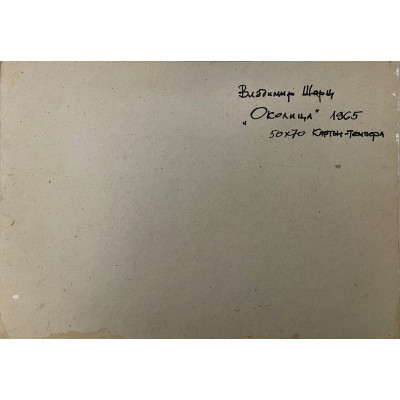 Владимир Шарц
"Околица" 1965
50x70 Картон-темпера